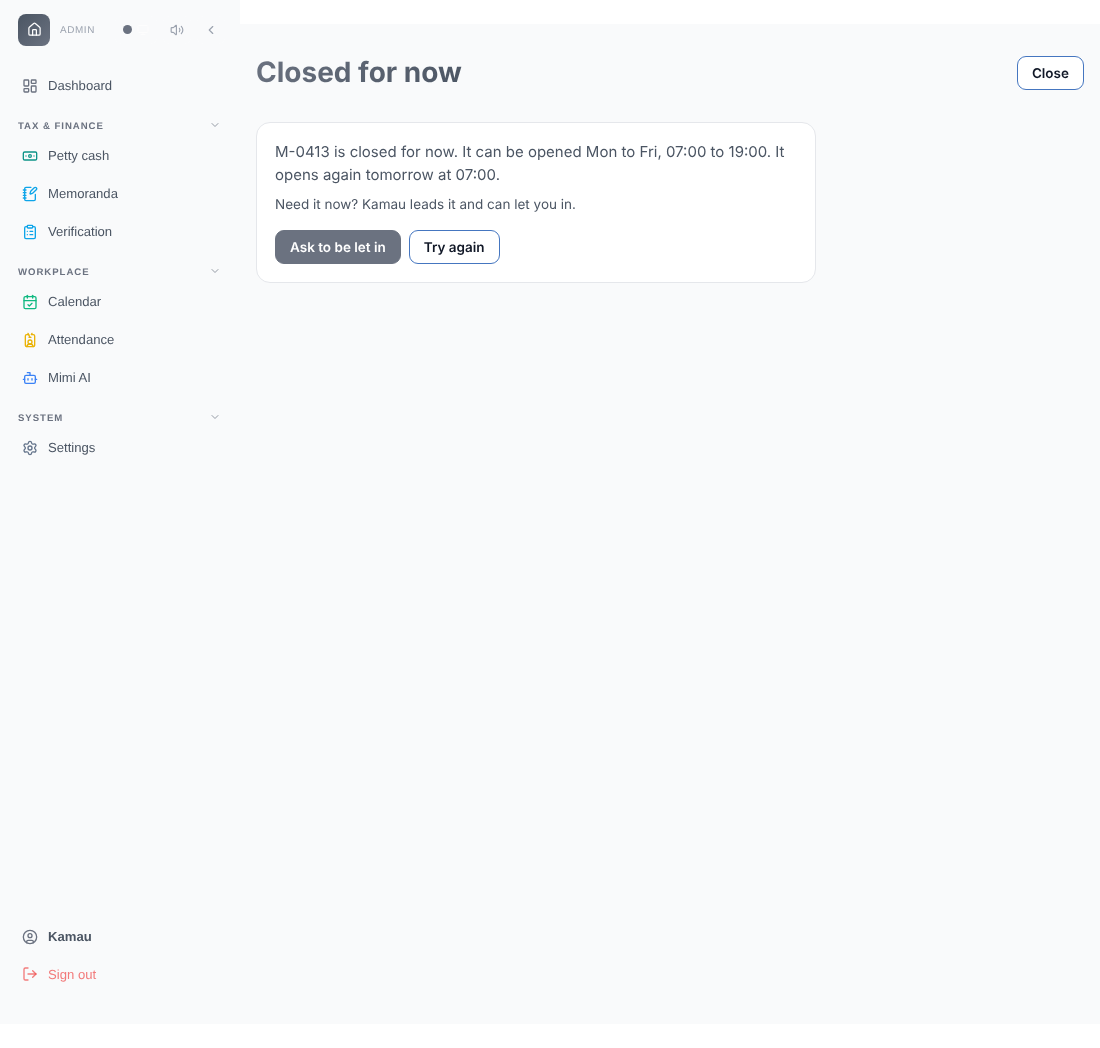 ADMIN
Dashboard
TAX & FINANCE
Petty cash
Memoranda
Verification
WORKPLACE
Calendar
Attendance
Mimi AI
SYSTEM
Settings
Kamau
Sign out
Closed for now
Close
M-0413 is closed for now. It can be opened Mon to Fri, 07:00 to 19:00. It
opens again tomorrow at 07:00.
Need it now? Kamau leads it and can let you in.
Ask to be let in
Try again